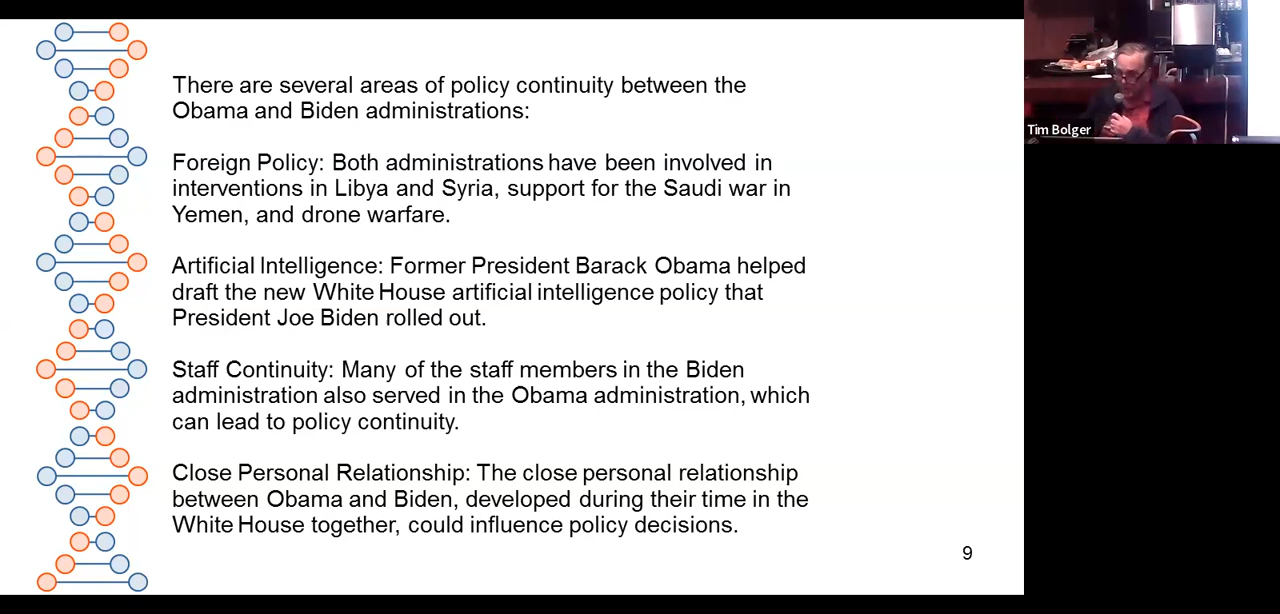 There are several areas of policy continuity between the
Obama and Biden administrations:
Foreign Policy: Both administrations have been involved in
interventions in Libya and Syria, support for the Saudi war in
Yemen, and drone warfare.
Artificial Intelligence: Former President Barack Obama helped
draft the new White House artificial intelligence policy that
President Joe Biden rolled out.
Staff Continuity: Many of the staff members in the Biden
administration also served in the Obama administration, which
can lead to policy continuity.
Close Personal Relationship: The close personal relationship
between Obama and Biden, developed during their time in the
White House together, could influence policy decisions.
9
Tim Bolger